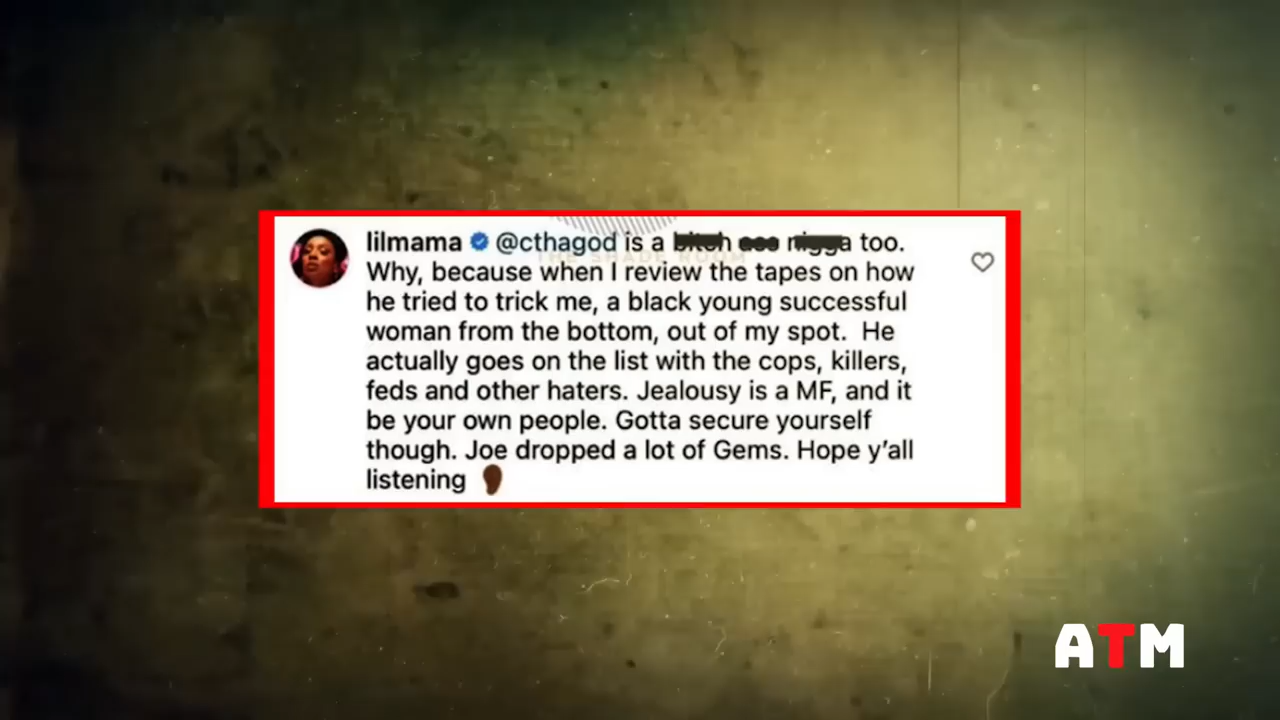 lilmama @cthagod is a bitch ass nigga too.
THE SHADE ROOM
Why, because when I review the tapes on how
he tried to trick me, a black young successful
woman from the bottom, out of my spot.  He
actually goes on the list with the cops, killers,
feds and other haters. Jealousy is a MF, and it
be your own people. Gotta secure yourself
though. Joe dropped a lot of Gems. Hope y’all
listening
ATM